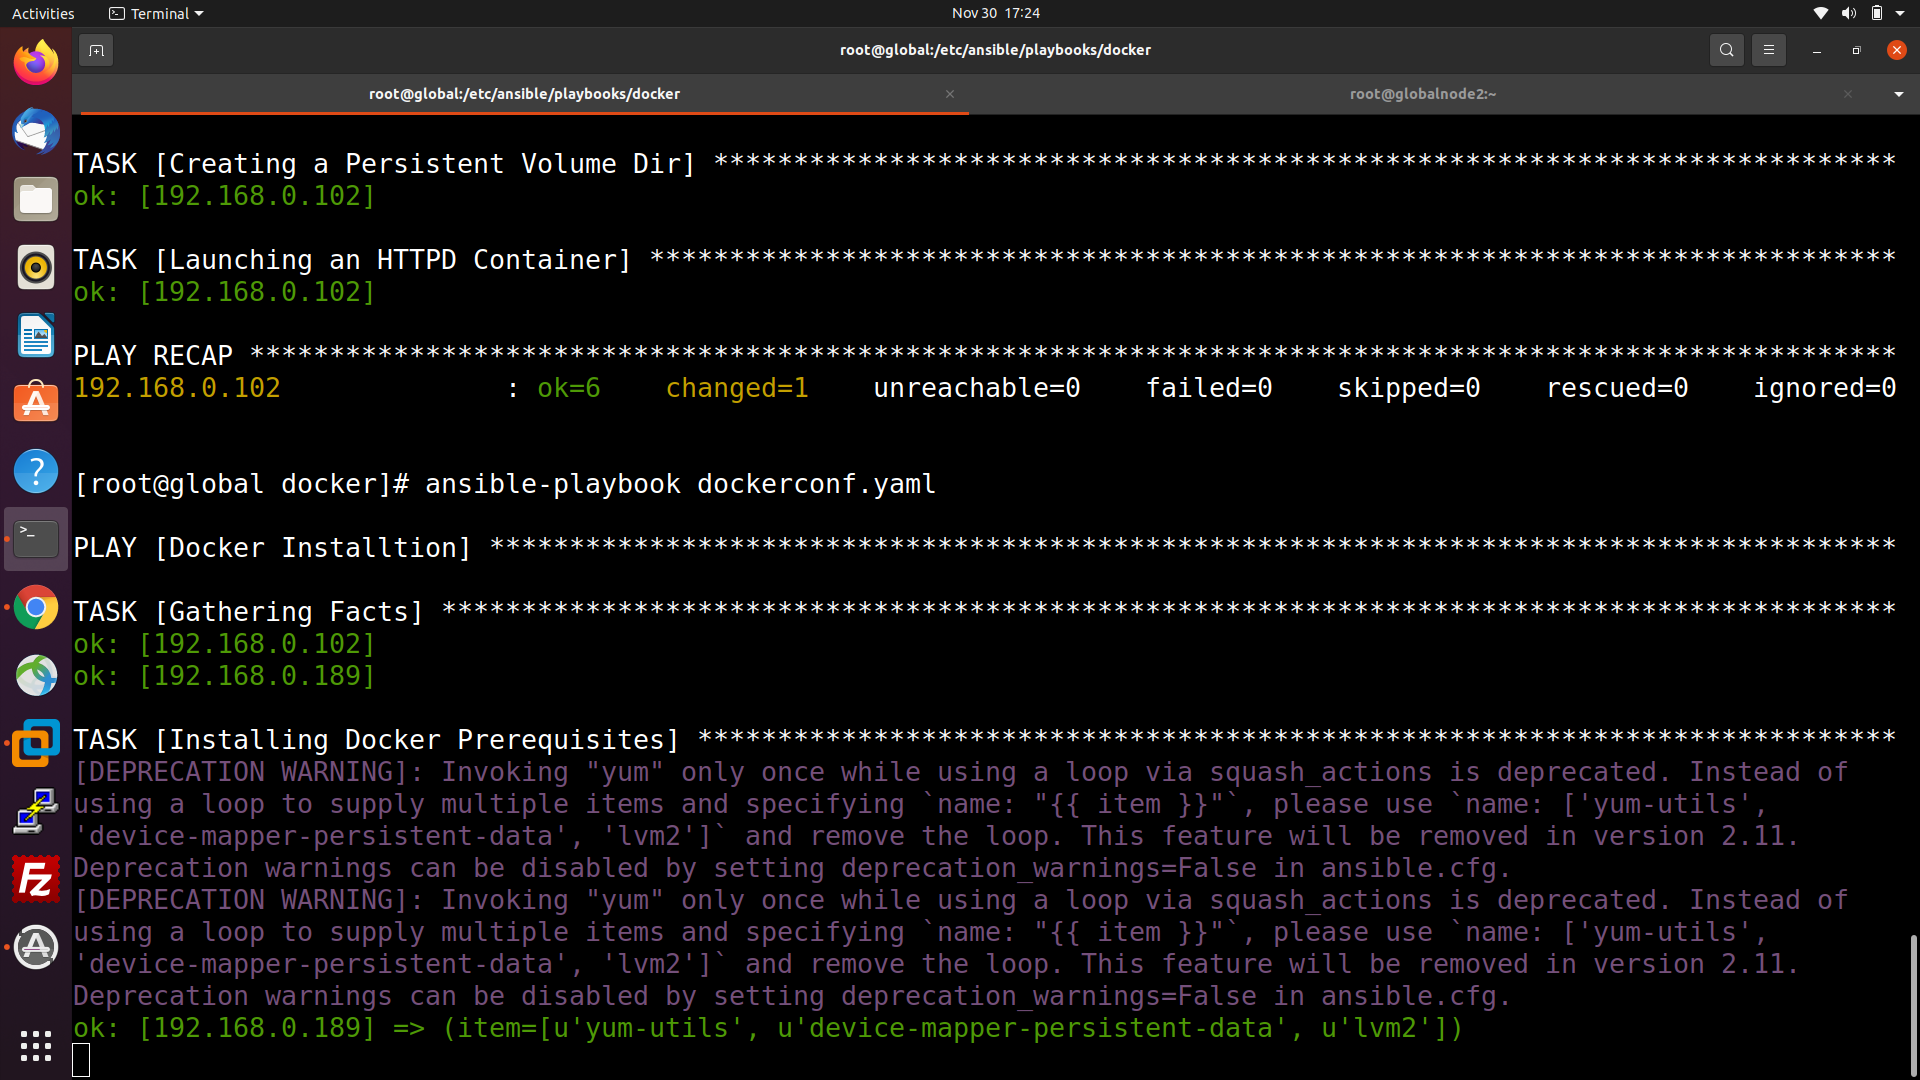 Activities
Terminal
Nov 30 17:24
root@global:/etc/ansible/playbooks/docker
root@global:/etc/ansible/playbooks/docker
root@globalnode2:~
TASK [Creating a Persistent Volume Dir] **************************************************************************
ok: [192.168.0.102]
TASK [Launching an HTTPD Container] ******************************************************************************
ok: [192.168.0.102]
PLAY RECAP *******************************************************************************************************
192.168.0.102              : ok=6    changed=1    unreachable=0    failed=0    skipped=0    rescued=0    ignored=0
[root@global docker]# ansible-playbook dockerconf.yaml
PLAY [Docker Installtion] ****************************************************************************************
TASK [Gathering Facts] *******************************************************************************************
ok: [192.168.0.102]
ok: [192.168.0.189]
TASK [Installing Docker Prerequisites] ***************************************************************************
[DEPRECATION WARNING]: Invoking "yum" only once while using a loop via squash_actions is deprecated. Instead of
using a loop to supply multiple items and specifying `name: "{{ item }}"`, please use `name: ['yum-utils',
'device-mapper-persistent-data', 'lvm2']` and remove the loop. This feature will be removed in version 2.11.
Deprecation warnings can be disabled by setting deprecation_warnings=False in ansible.cfg.
[DEPRECATION WARNING]: Invoking "yum" only once while using a loop via squash_actions is deprecated. Instead of
using a loop to supply multiple items and specifying `name: "{{ item }}"`, please use `name: ['yum-utils',
'device-mapper-persistent-data', 'lvm2']` and remove the loop. This feature will be removed in version 2.11.
Deprecation warnings can be disabled by setting deprecation_warnings=False in ansible.cfg.
ok: [192.168.0.189] => (item=[u'yum-utils', u'device-mapper-persistent-data', u'lvm2'])